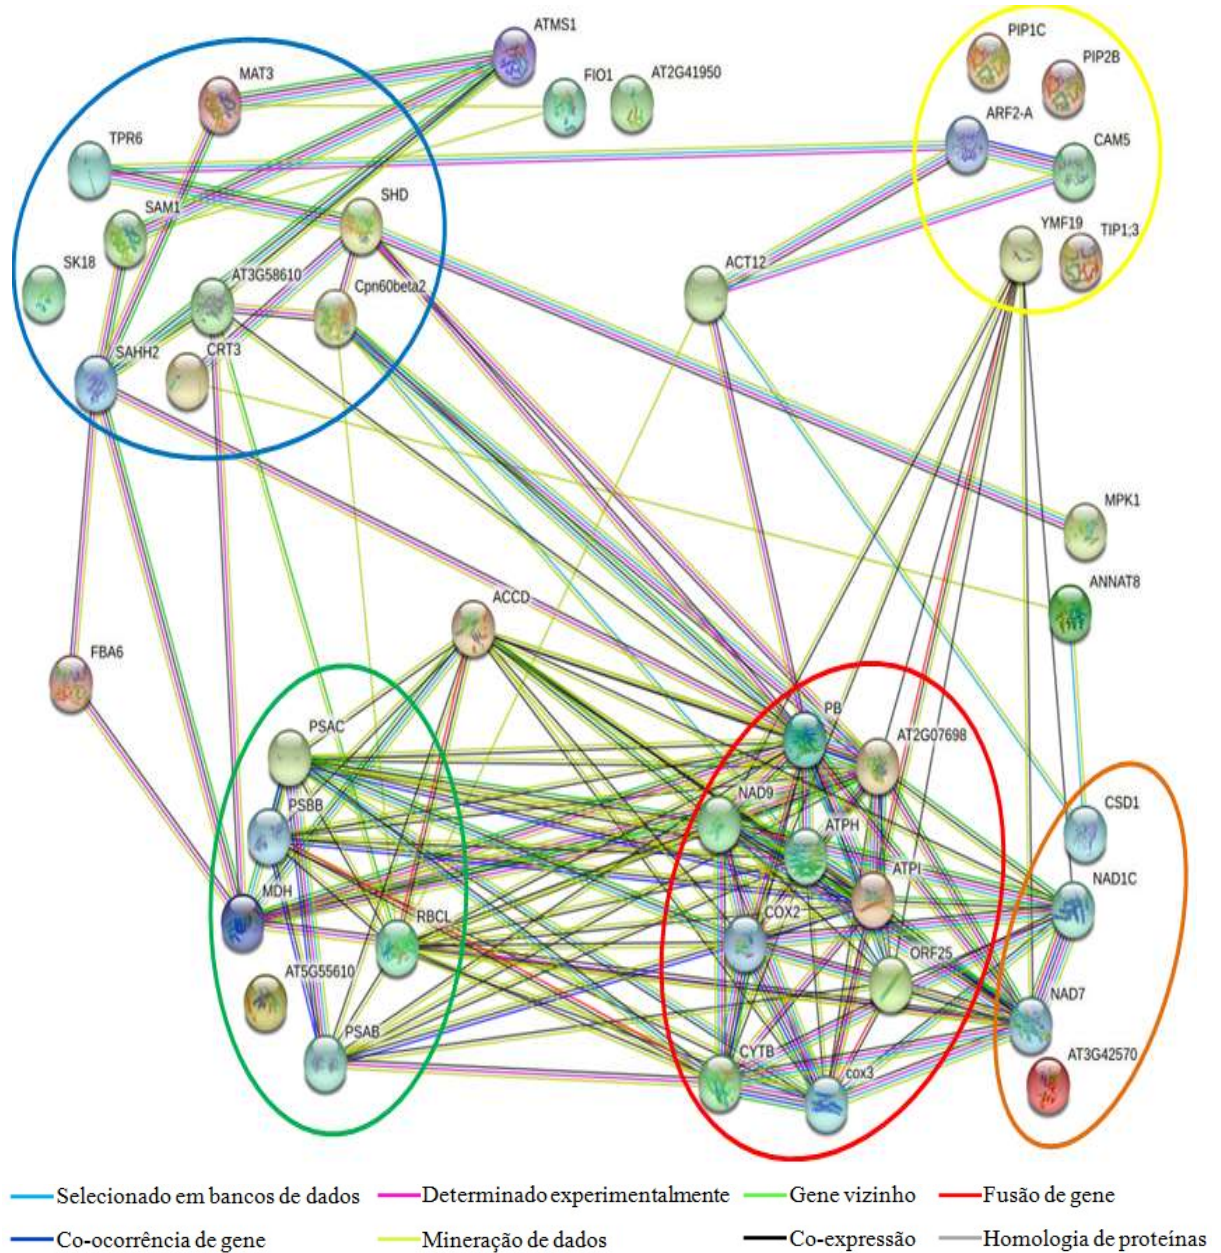 ATMS1
PIP1C
MAT3
FIO1
AT2G41950
PIP2B
ARF2-A
TPR6
CAM5
SHD
SAM1
YMF19
TIP1;3
SK18
AT3G58610
ACT12
Cpn60beta2
SAHH2
CRT3
MPK1
ANNAT8
ACCD
FBA6
PB
PSAC
AT2G07698
PSBB
NAD9
CSD1
ATPH
MDH
ATPI
NAD1C
RBCL
COX2
AT5G55610
ORF25
NAD7
PSAB
CYTB
cox3
AT3G42570
Selecionado em bancos de dados
Determinado experimentalmente
Gene vizinho
Fusão de gene
Co-ocorrência de gene
Mineração de dados
Co-expressão
Homologia de proteínas